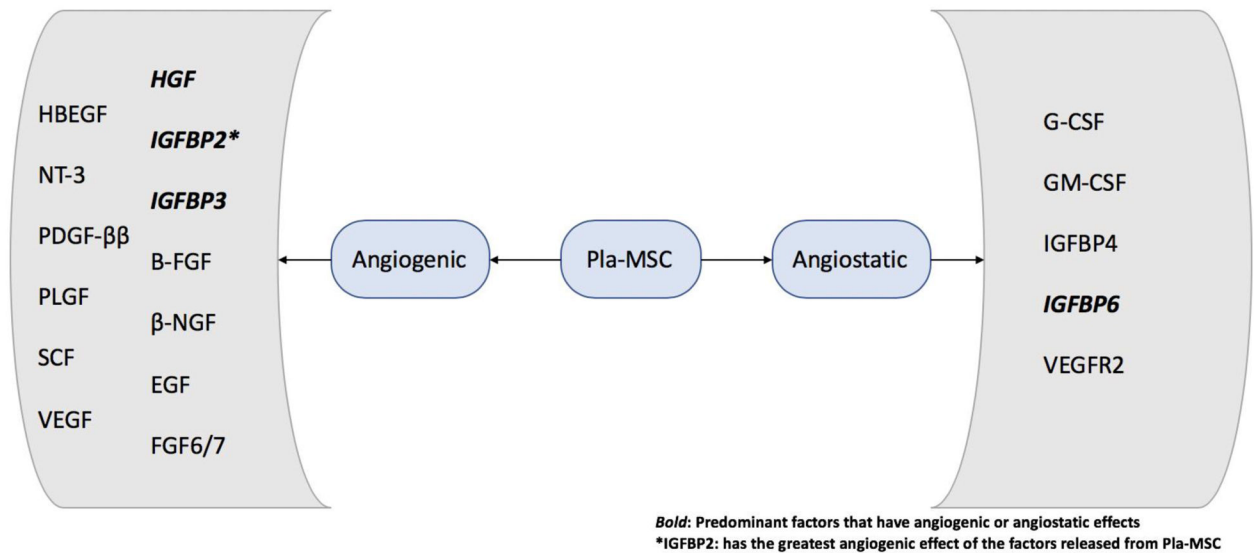 HBEGF
NT-3
PDGF-ββ
PLGF
SCF
VEGF
HGF
IGFBP2*
IGFBP3
B-FGF
β-NGF
EGF
FGF6/7
Angiogenic
Pla-MSC
Angiostatic
G-CSF
GM-CSF
IGFBP4
IGFBP6
VEGFR2
Bold: Predominant factors that have angiogenic or angiostatic effects
*IGFBP2: has the greatest angiogenic effect of the factors released from Pla-MSC